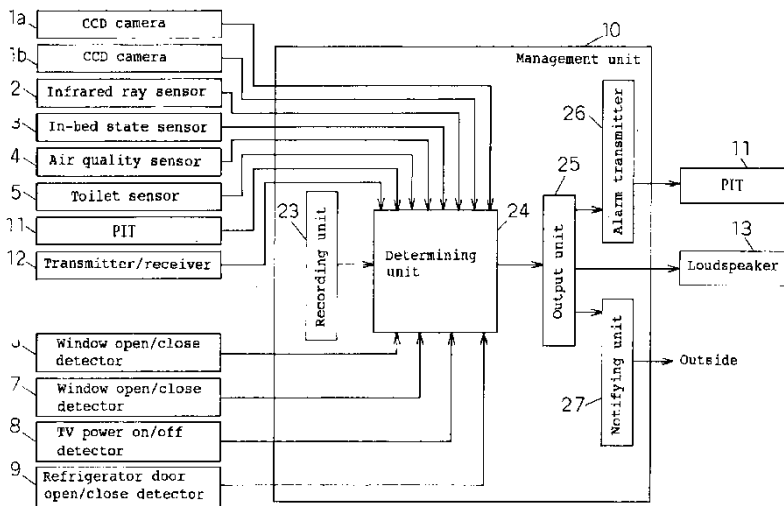 1a
CCD camera
1b
CCD camera
2
Infrared ray sensor
3
In-bed state sensor
4
Air quality sensor
5
Toilet sensor
11
PIT
12
Transmitter/receiver
Window open/close
detector
7
Window open/close
detector
8
TV power on/off
detector
9
Refrigerator door
open/close detector
10
Management unit
23
Recording unit
24
Determining
unit
25
Output unit
26
Alarm transmitter
27
Notifying unit
11
PIT
13
Loudspeaker
Outside